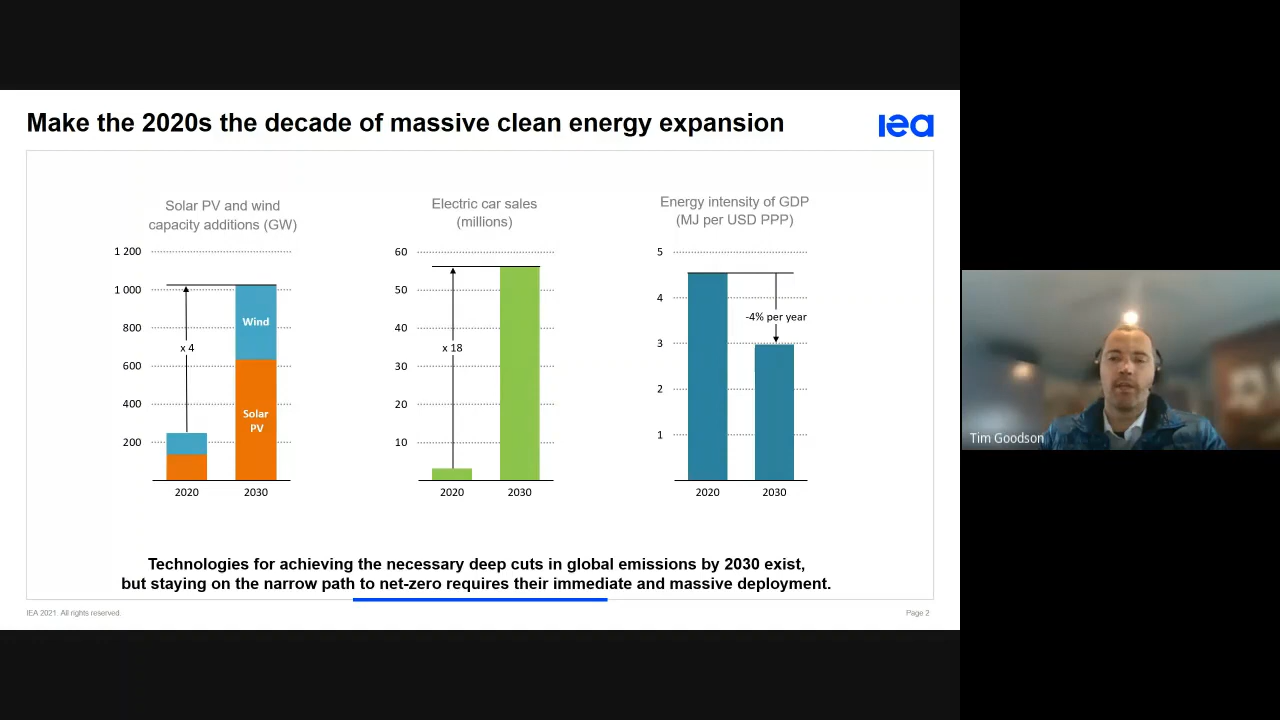 Make the 2020s the decade of massive clean energy expansion
iea
Solar PV and wind
capacity additions (GW)
1 200
1 000
800
600
400
200
x 4
Wind
Solar
PV
2020
2030
Electric car sales
(millions)
60
50
40
30
20
10
x 18
2020
2030
Energy intensity of GDP
(MJ per USD PPP)
5
4
3
2
1
-4% per year
2020
2030
Technologies for achieving the necessary deep cuts in global emissions by 2030 exist,
but staying on the narrow path to net-zero requires their immediate and massive deployment.
IEA 2021. All rights reserved.
Page 2
Tim Goodson